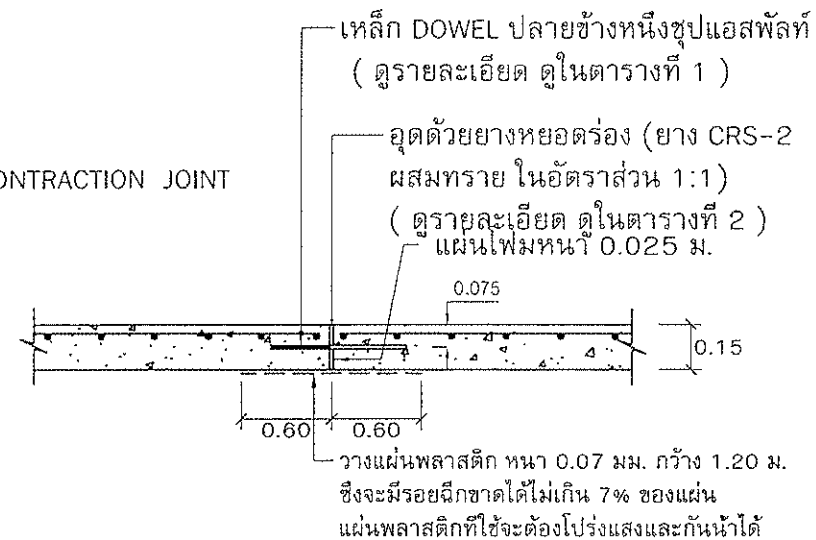 เหล็ก DOWEL ปลายข้างหนึ่งชุปแอสพัลท์
( ดูรายละเอียด ดูในตารางที่ 1 )
อุดด้วยยางหยอดร่อง (ยาง CRS-2
ONTRACTION JOINT
ผสมทราย ในอัตราส่วน 1:1)
( ดูรายละเอียด ดูในตารางที่ 2 )
แผ่นโฟมหนา 0.025 ม.
0.075
0.15
0.60 0.60
วางแผ่นพลาสติก หนา 0.07 มม. กว้าง 1.20 ม.
ซึ่งจะมีรอยฉีกขาดได้ไม่เกิน 7% ของแผ่น
แผ่นพลาสติกที่ใช้จะต้องโปร่งแสงและกันน้ำได้